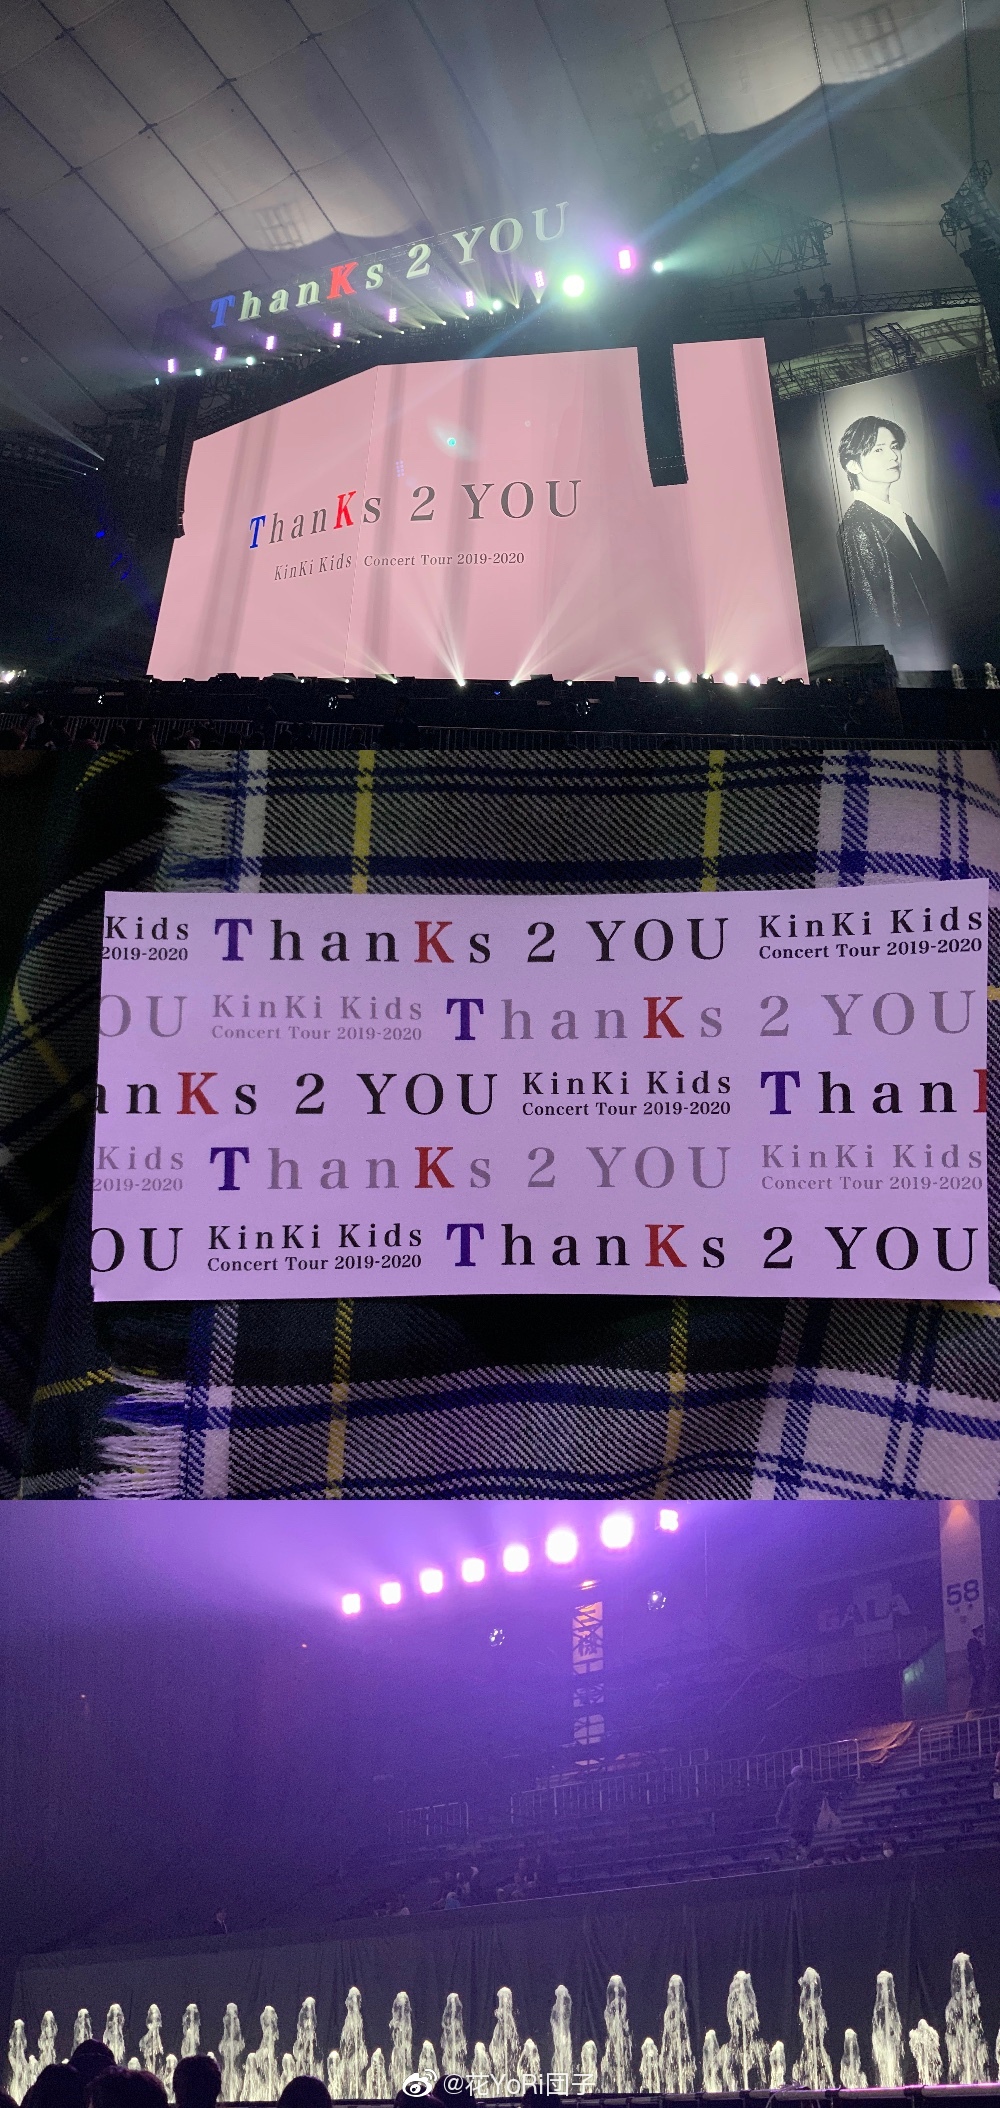 ThanKs 2 YOU
ThanKs 2 YOU
KinKi Kids Concert Tour 2019-2020
Kids ThanKs 2 YOU KinKi Kids
2019-2020 Concert Tour 2019-2020
OU KinKi Kids ThanKs 2 YOU
Concert Tour 2019-2020
anKs 2 YOU KinKi Kids Than
Concert Tour 2019-2020
Kids ThanKs 2 YOU KinKi Kids
2019-2020 Concert Tour 2019-2020
OU KinKi Kids ThanKs 2 YOU
Concert Tour 2019-2020
58
GALA
@花YoRi団子